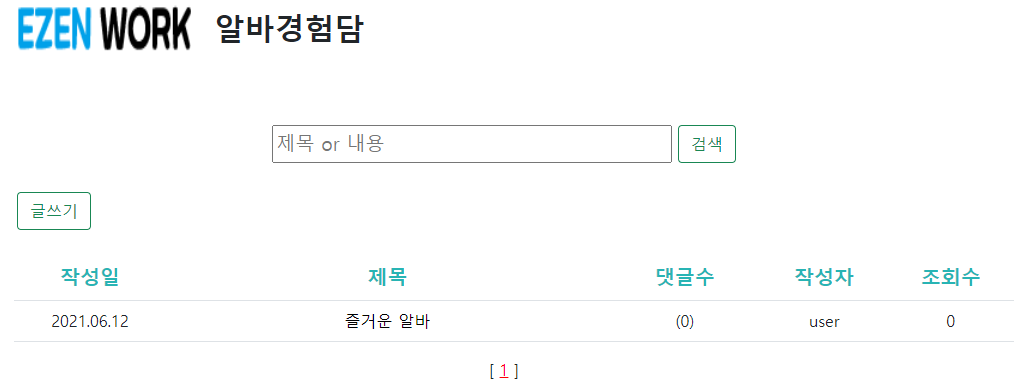 EZEN WORK 알바경험담
제목 or 내용 검색
글쓰기
작성일 제목 댓글수 작성자 조회수
2021.06.12 즐거운 알바 (0) user 0
[ 1 ]